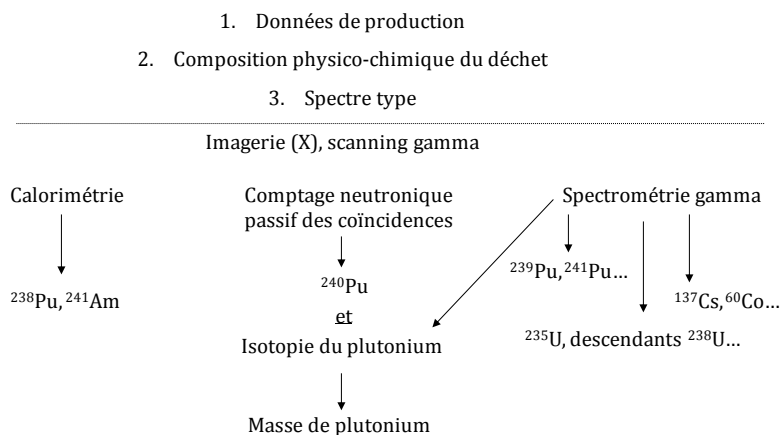 1. Données de production
2. Composition physico-chimique du déchet
3. Spectre type
Imagerie (X), scanning gamma
Calorimétrie
Comptage neutronique
passif des coïncidences
Spectrométrie gamma
²³⁸Pu, ²⁴¹Am
²⁴⁰Pu
et
Isotopie du plutonium
Masse de plutonium
²³⁹Pu, ²⁴¹Pu…
¹³⁷Cs, ⁶⁰Co…
²³⁵U, descendants ²³⁸U…